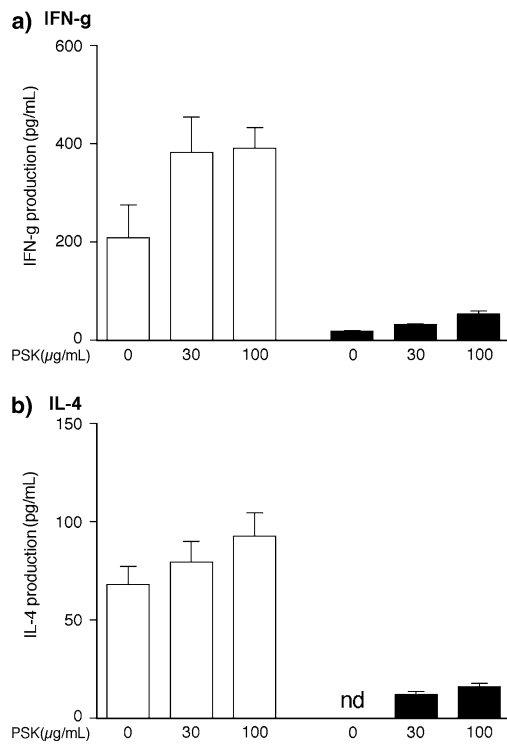 a) IFN-g
600
400
200
0
IFN-g production (pg/mL)
PSK(µg/mL) 0 30 100 0 30 100
b) IL-4
150
100
50
0
IL-4 production (pg/mL)
nd
PSK(µg/mL) 0 30 100 0 30 100